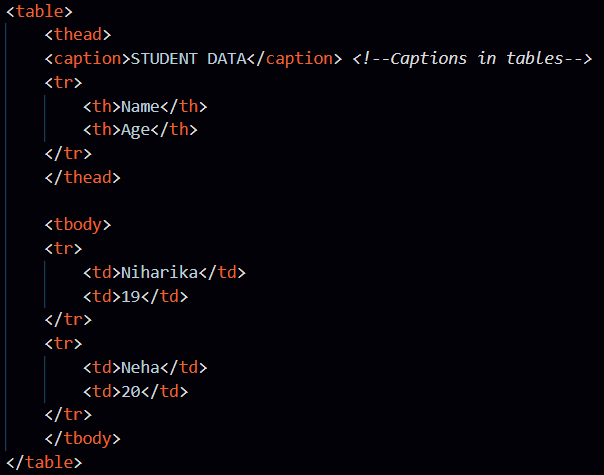 <table>
<thead>
<caption>STUDENT DATA</caption> <!--Captions in tables-->
<tr>
<th>Name</th>
<th>Age</th>
</tr>
</thead>
<tbody>
<tr>
<td>Niharika</td>
<td>19</td>
</tr>
<tr>
<td>Neha</td>
<td>20</td>
</tr>
</tbody>
</table>